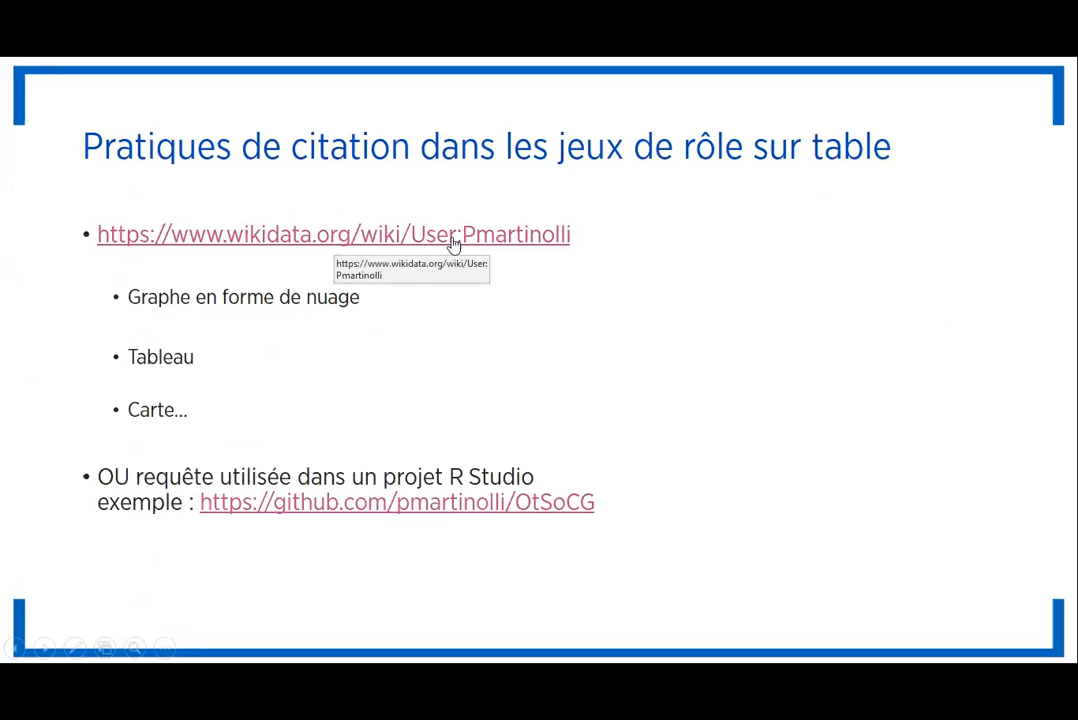 Pratiques de citation dans les jeux de rôle sur table
• https://www.wikidata.org/wiki/User:Pmartinolli
https://www.wikidata.org/wiki/User:
Pmartinolli
• Graphe en forme de nuage
• Tableau
• Carte...
• OU requête utilisée dans un projet R Studio
exemple : https://github.com/pmartinolli/OtSoCG